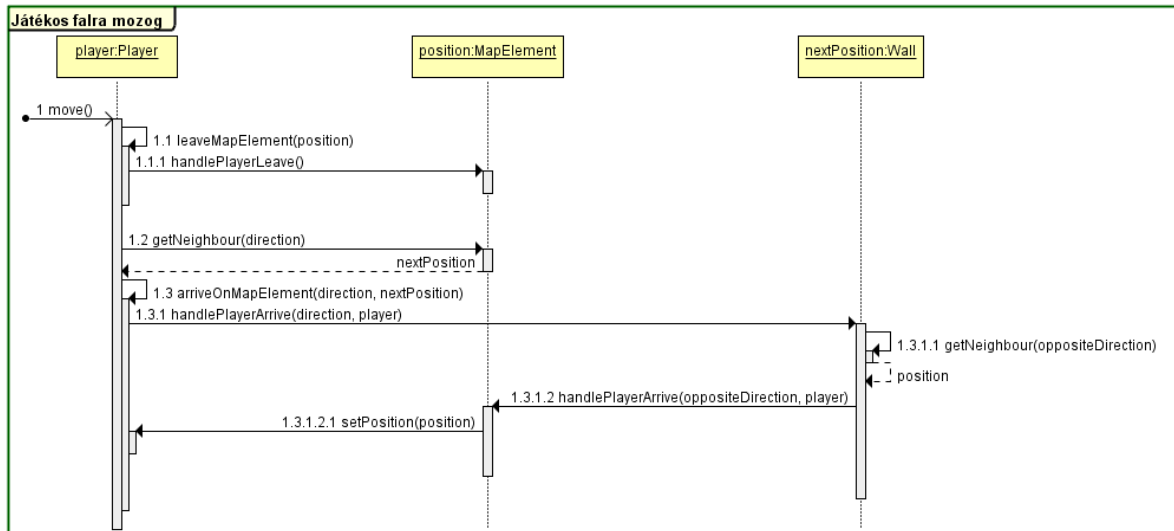 Játékos falra mozog
player:Player
position:MapElement
nextPosition:Wall
1 move()
1.1 leaveMapElement(position)
1.1.1 handlePlayerLeave()
1.2 getNeighbour(direction)
nextPosition
1.3 arriveOnMapElement(direction, nextPosition)
1.3.1 handlePlayerArrive(direction, player)
1.3.1.1 getNeighbour(oppositeDirection)
position
1.3.1.2 handlePlayerArrive(oppositeDirection, player)
1.3.1.2.1 setPosition(position)